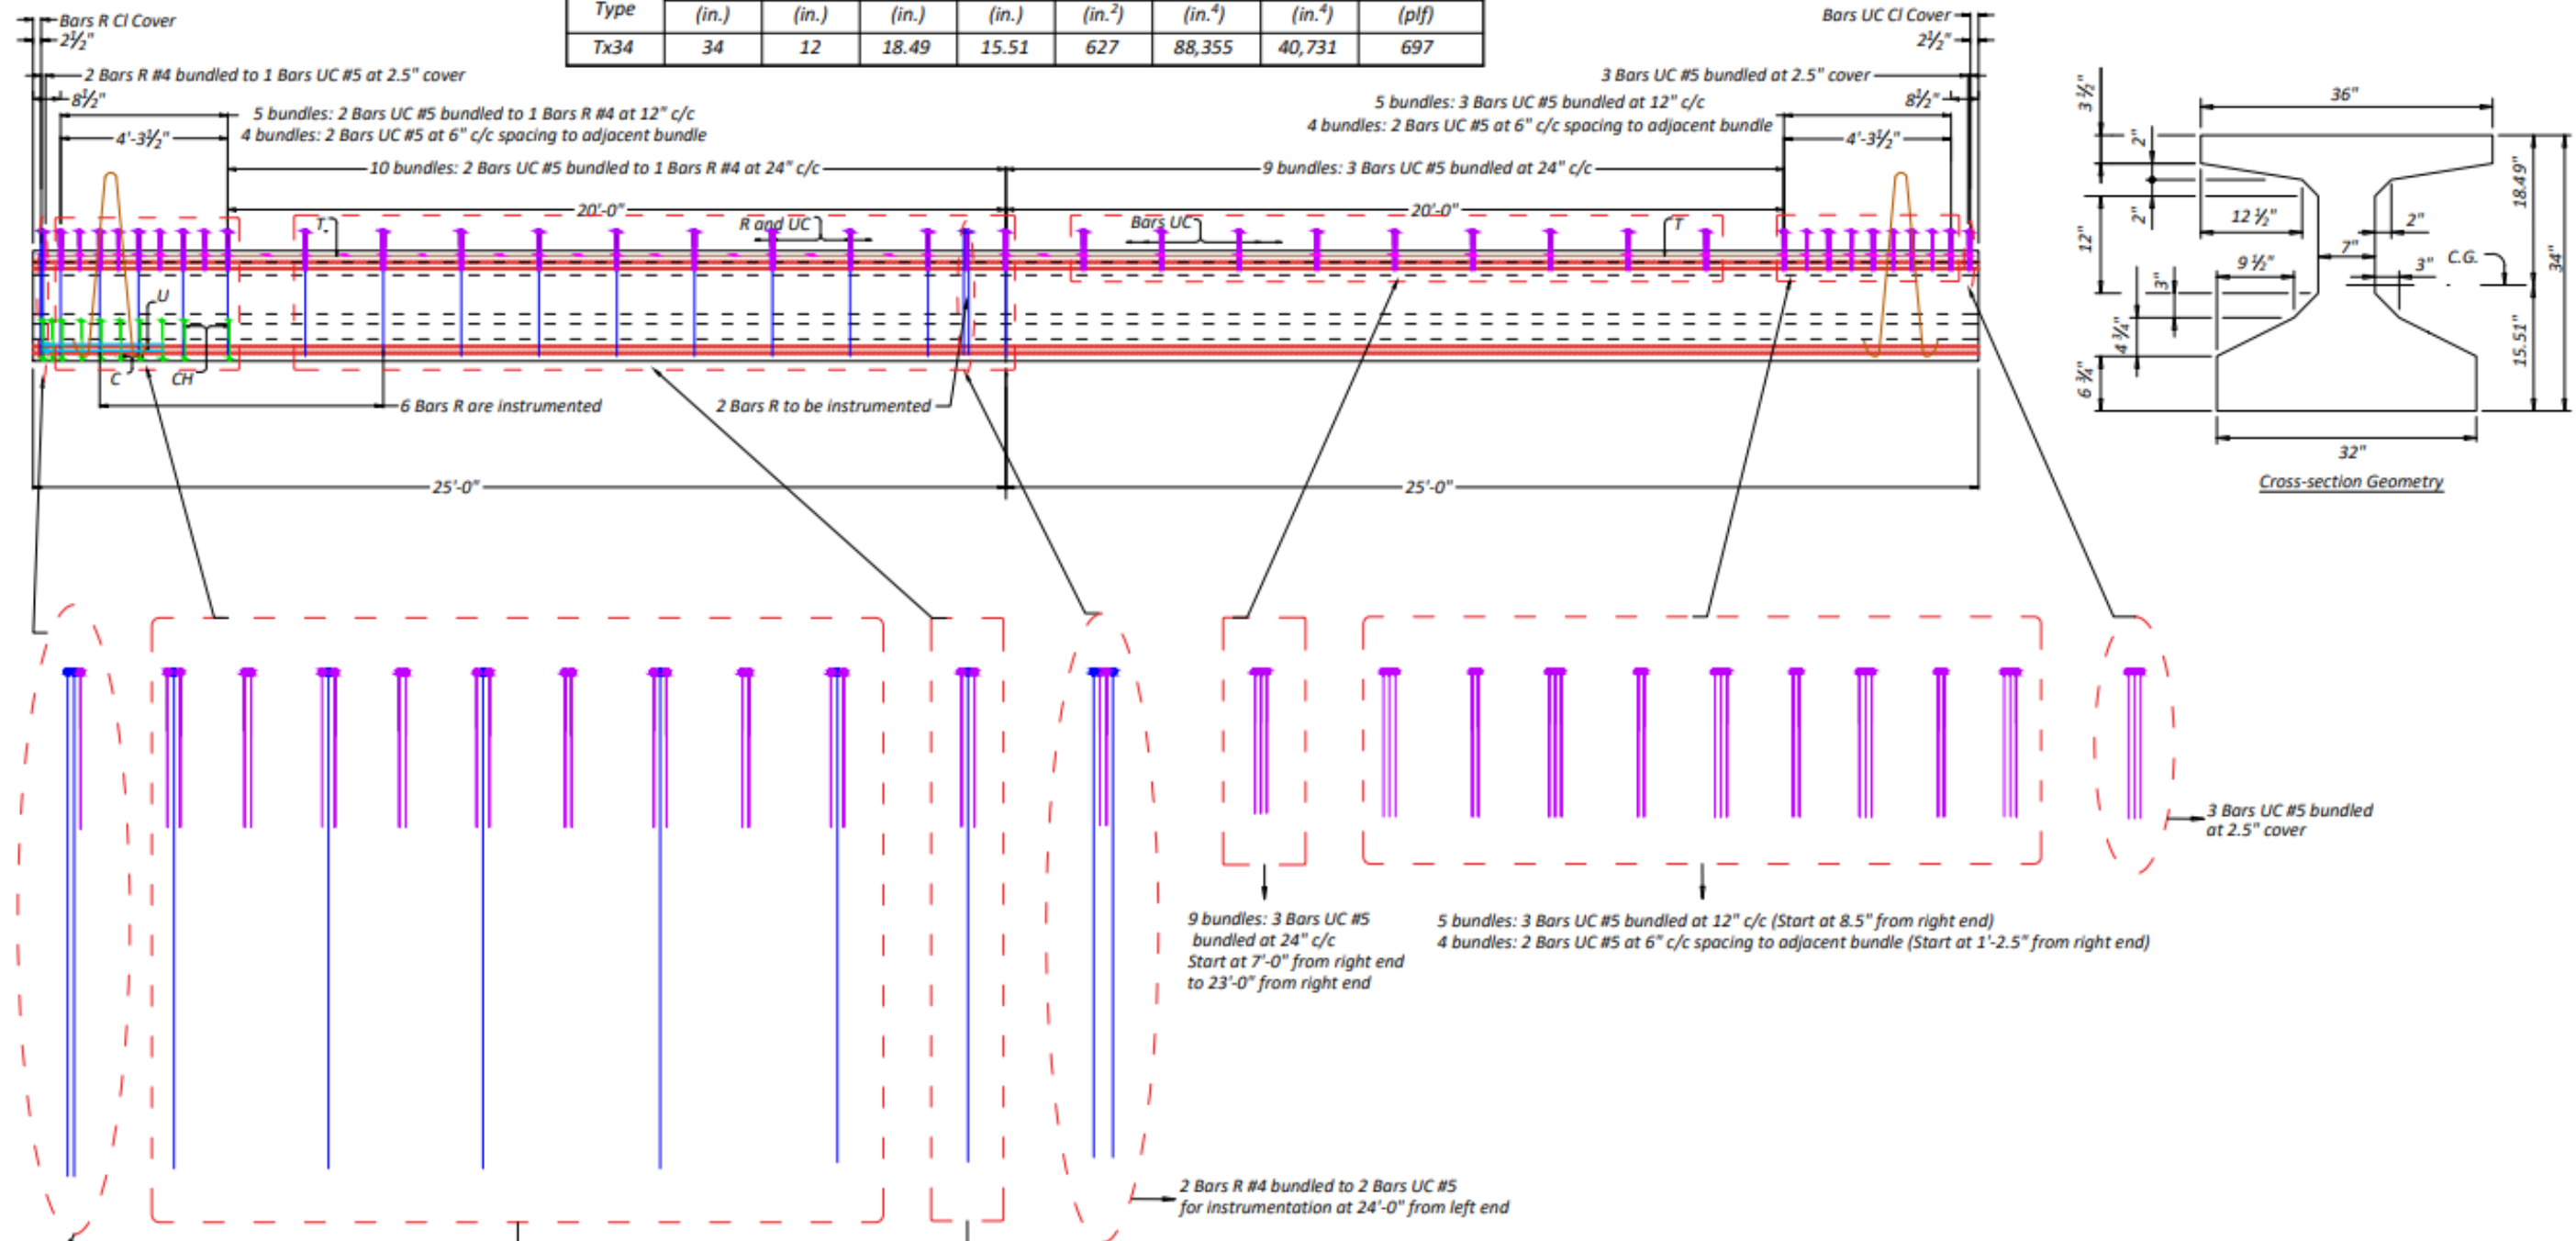 Type (in.) (in.) (in.) (in.) (in.²) (in.⁴) (in.⁴) (plf)
Tx34 34 12 18.49 15.51 627 88,355 40,731 697
Bars R Cl Cover
2½"
2 Bars R #4 bundled to 1 Bars UC #5 at 2.5" cover
8½"
5 bundles: 2 Bars UC #5 bundled to 1 Bars R #4 at 12" c/c
4'-3½"
4 bundles: 2 Bars UC #5 at 6" c/c spacing to adjacent bundle
10 bundles: 2 Bars UC #5 bundled to 1 Bars R #4 at 24" c/c
20'-0"
Bars UC Cl Cover
2½"
3 Bars UC #5 bundled at 2.5" cover
5 bundles: 3 Bars UC #5 bundled at 12" c/c
8½"
4 bundles: 2 Bars UC #5 at 6" c/c spacing to adjacent bundle
4'-3½"
9 bundles: 3 Bars UC #5 bundled at 24" c/c
20'-0"
T
R and UC
Bars UC
T
U
C
CH
6 Bars R are instrumented
2 Bars R to be instrumented
25'-0"
25'-0"
3 ½"
36"
2"
2"
12 ½"
2"
18.49"
12"
7"
9 ½"
3"
C.G.
34"
3"
4 ¾"
15.51"
6 ¾"
32"
Cross-section Geometry
3 Bars UC #5 bundled
at 2.5" cover
9 bundles: 3 Bars UC #5
bundled at 24" c/c
Start at 7'-0" from right end
to 23'-0" from right end
5 bundles: 3 Bars UC #5 bundled at 12" c/c (Start at 8.5" from right end)
4 bundles: 2 Bars UC #5 at 6" c/c spacing to adjacent bundle (Start at 1'-2.5" from right end)
2 Bars R #4 bundled to 2 Bars UC #5
for instrumentation at 24'-0" from left end